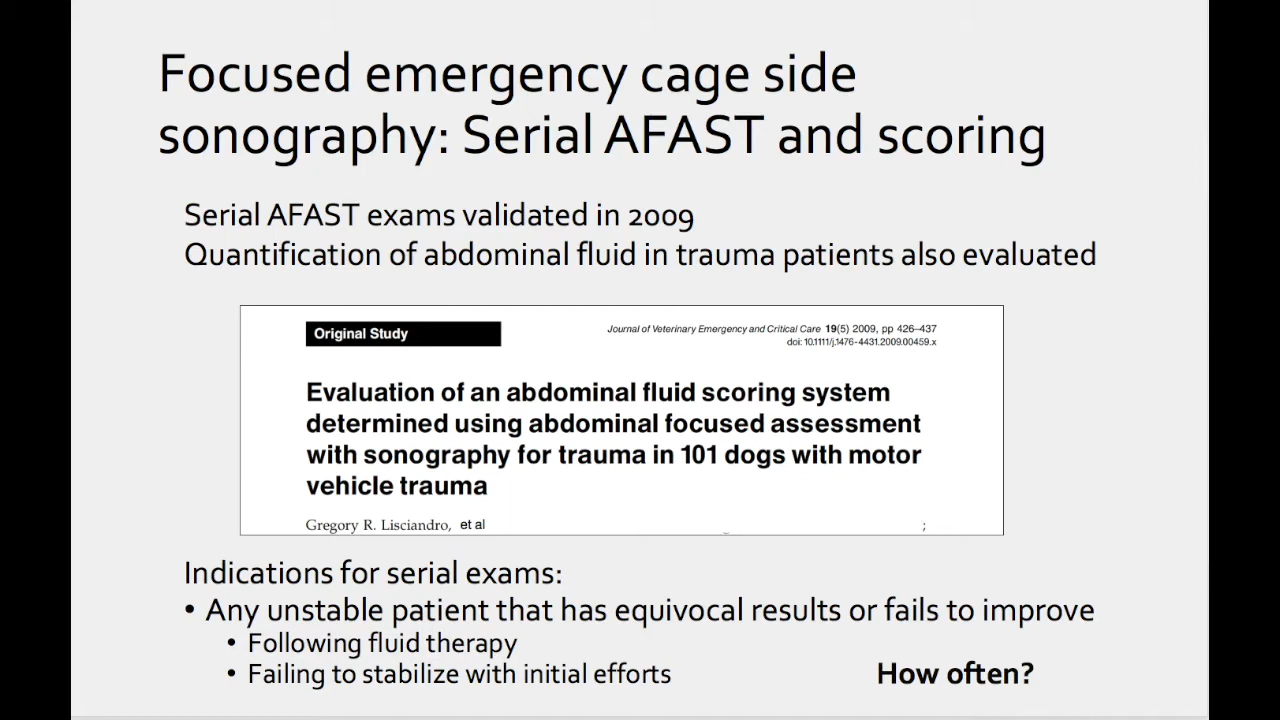 Focused emergency cage side
sonography: Serial AFAST and scoring
Serial AFAST exams validated in 2009
Quantification of abdominal fluid in trauma patients also evaluated
Original Study
Journal of Veterinary Emergency and Critical Care 19(5) 2009, pp 426–437
doi: 10.1111/j.1476-4431.2009.00459.x
Evaluation of an abdominal fluid scoring system
determined using abdominal focused assessment
with sonography for trauma in 101 dogs with motor
vehicle trauma
Gregory R. Lisciandro, et al ;
Indications for serial exams:
• Any unstable patient that has equivocal results or fails to improve
• Following fluid therapy
• Failing to stabilize with initial efforts
How often?